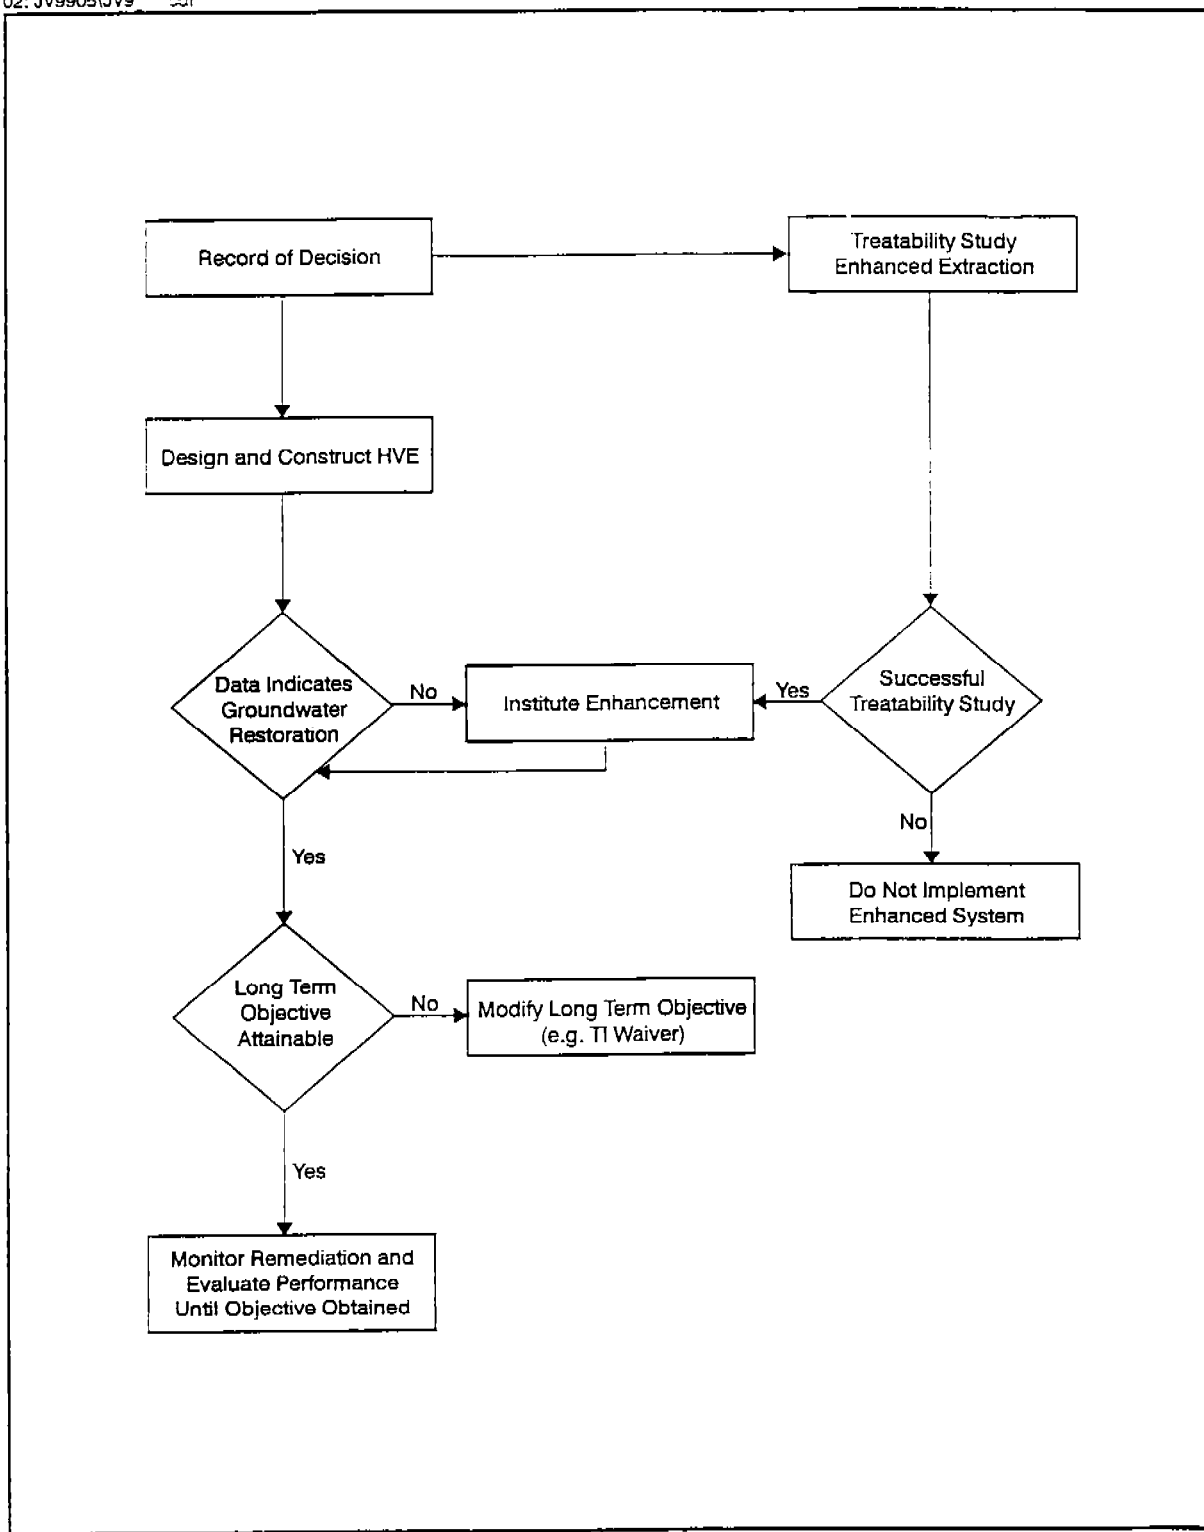 Record of Decision
Treatability Study
Enhanced Extraction
Design and Construct HVE
Data Indicates
Groundwater
Restoration
No
Institute Enhancement
Yes
Successful
Treatability Study
No
Do Not Implement
Enhanced System
Yes
Long Term
Objective
Attainable
No
Modify Long Term Objective
(e.g. TI Waiver)
Yes
Monitor Remediation and
Evaluate Performance
Until Objective Obtained